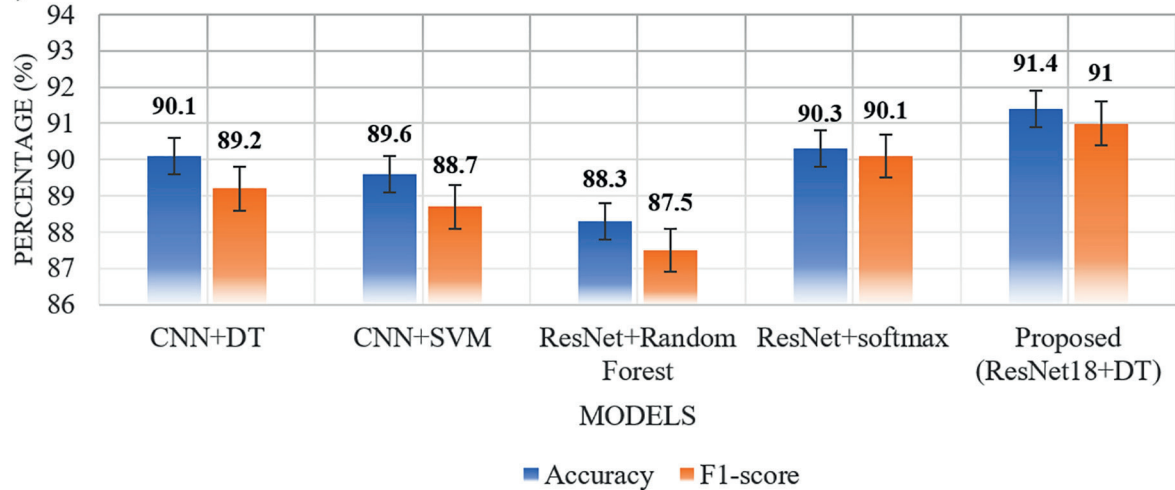 94
93
92
91
90
89
88
87
86
PERCENTAGE (%)
90.1
89.2
89.6
88.7
88.3
87.5
90.3
90.1
91.4
91
CNN+DT
CNN+SVM
ResNet+Random
Forest
ResNet+softmax
Proposed
(ResNet18+DT)
MODELS
Accuracy
F1-score